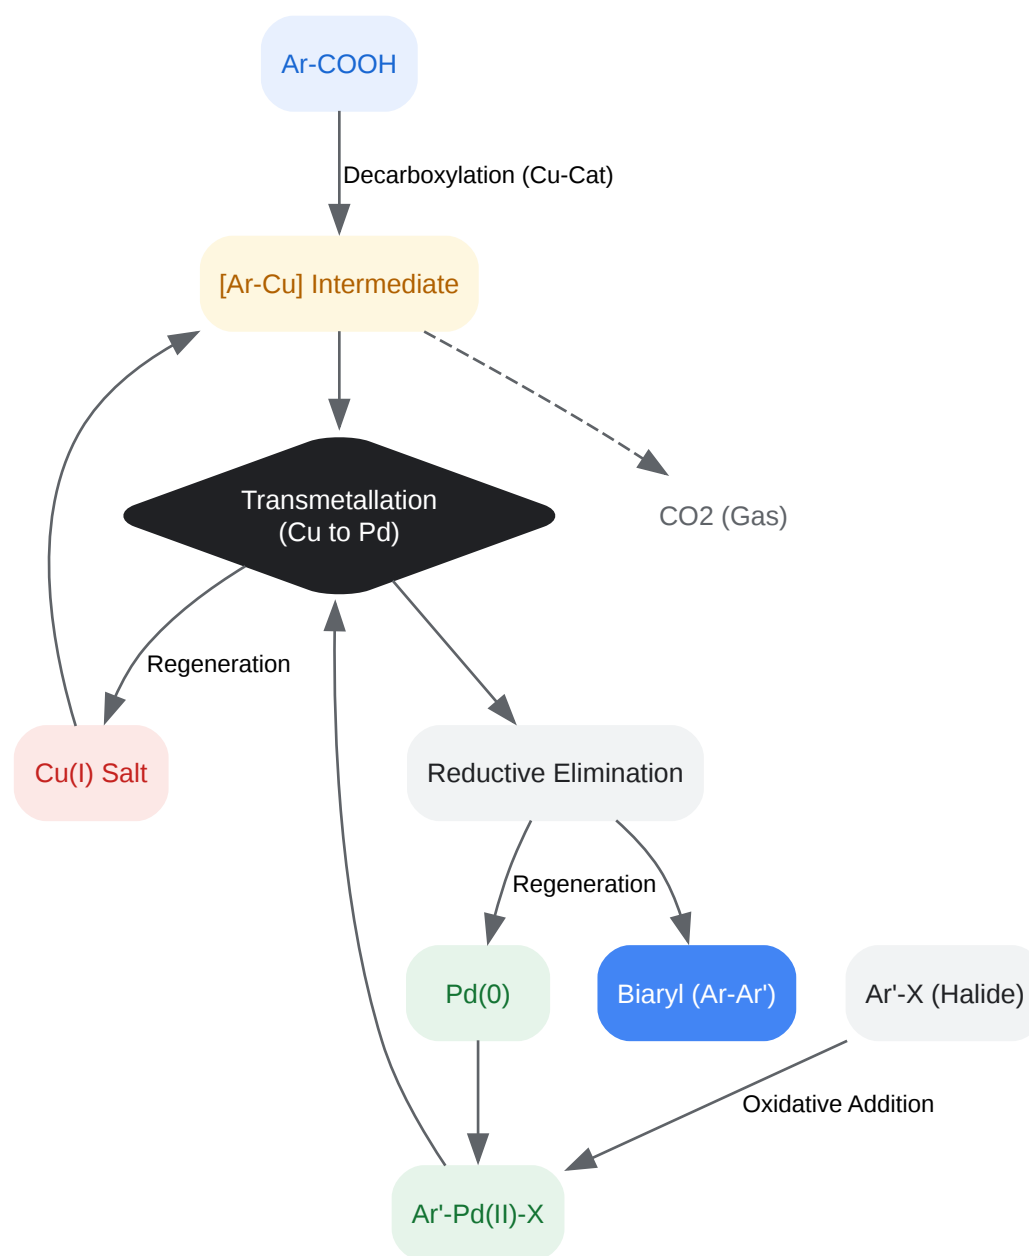 Ar-COOH
Decarboxylation (Cu-Cat)
[Ar-Cu] Intermediate
Transmetallation
(Cu to Pd)
CO2 (Gas)
Regeneration
Cu(I) Salt
Reductive Elimination
Regeneration
Pd(0)
Biaryl (Ar-Ar')
Ar'-X (Halide)
Oxidative Addition
Ar'-Pd(II)-X